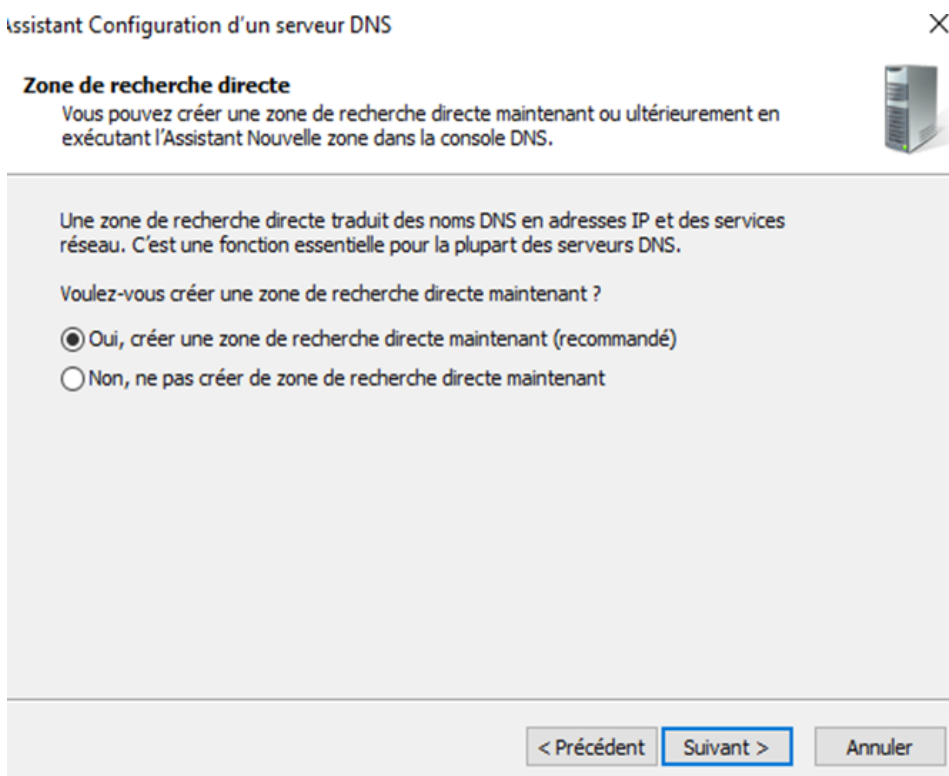 Assistant Configuration d'un serveur DNS
Zone de recherche directe
Vous pouvez créer une zone de recherche directe maintenant ou ultérieurement en
exécutant l'Assistant Nouvelle zone dans la console DNS.
Une zone de recherche directe traduit des noms DNS en adresses IP et des services
réseau. C'est une fonction essentielle pour la plupart des serveurs DNS.
Voulez-vous créer une zone de recherche directe maintenant ?
Oui, créer une zone de recherche directe maintenant (recommandé)
Non, ne pas créer de zone de recherche directe maintenant
< Précédent Suivant > Annuler